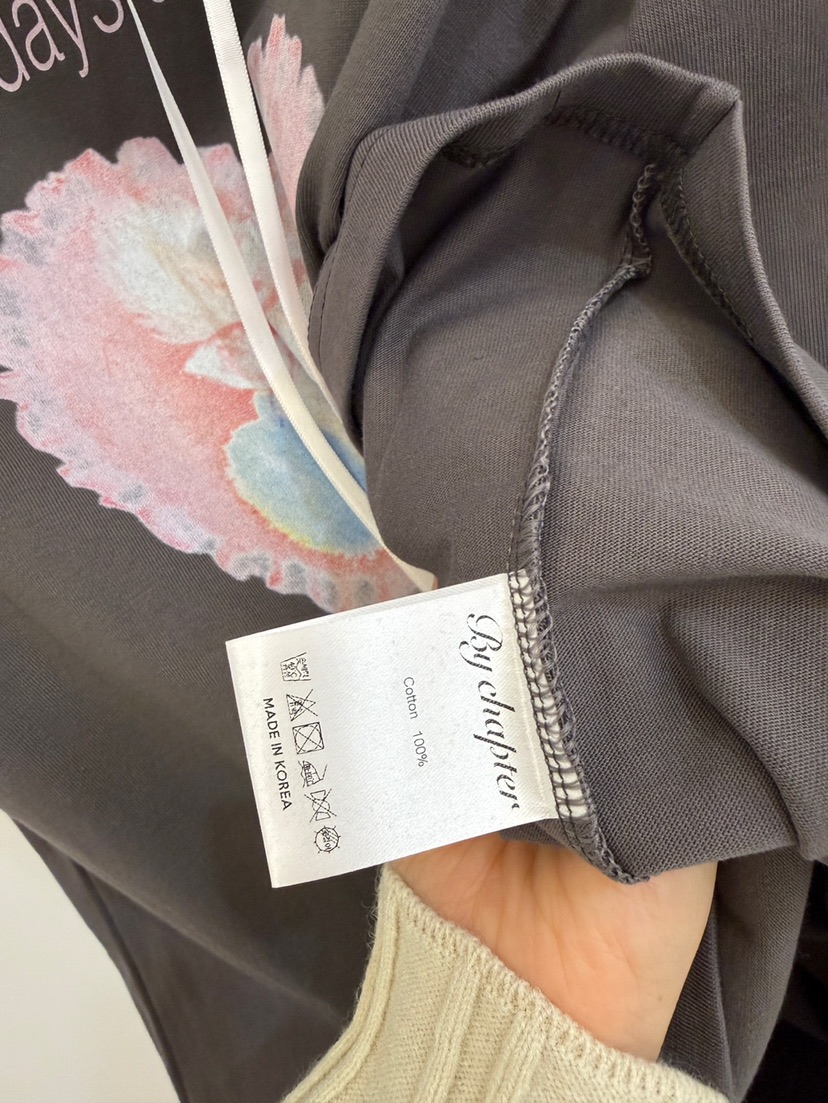 days
By chapter
Cotton 100%
MADE IN KOREA